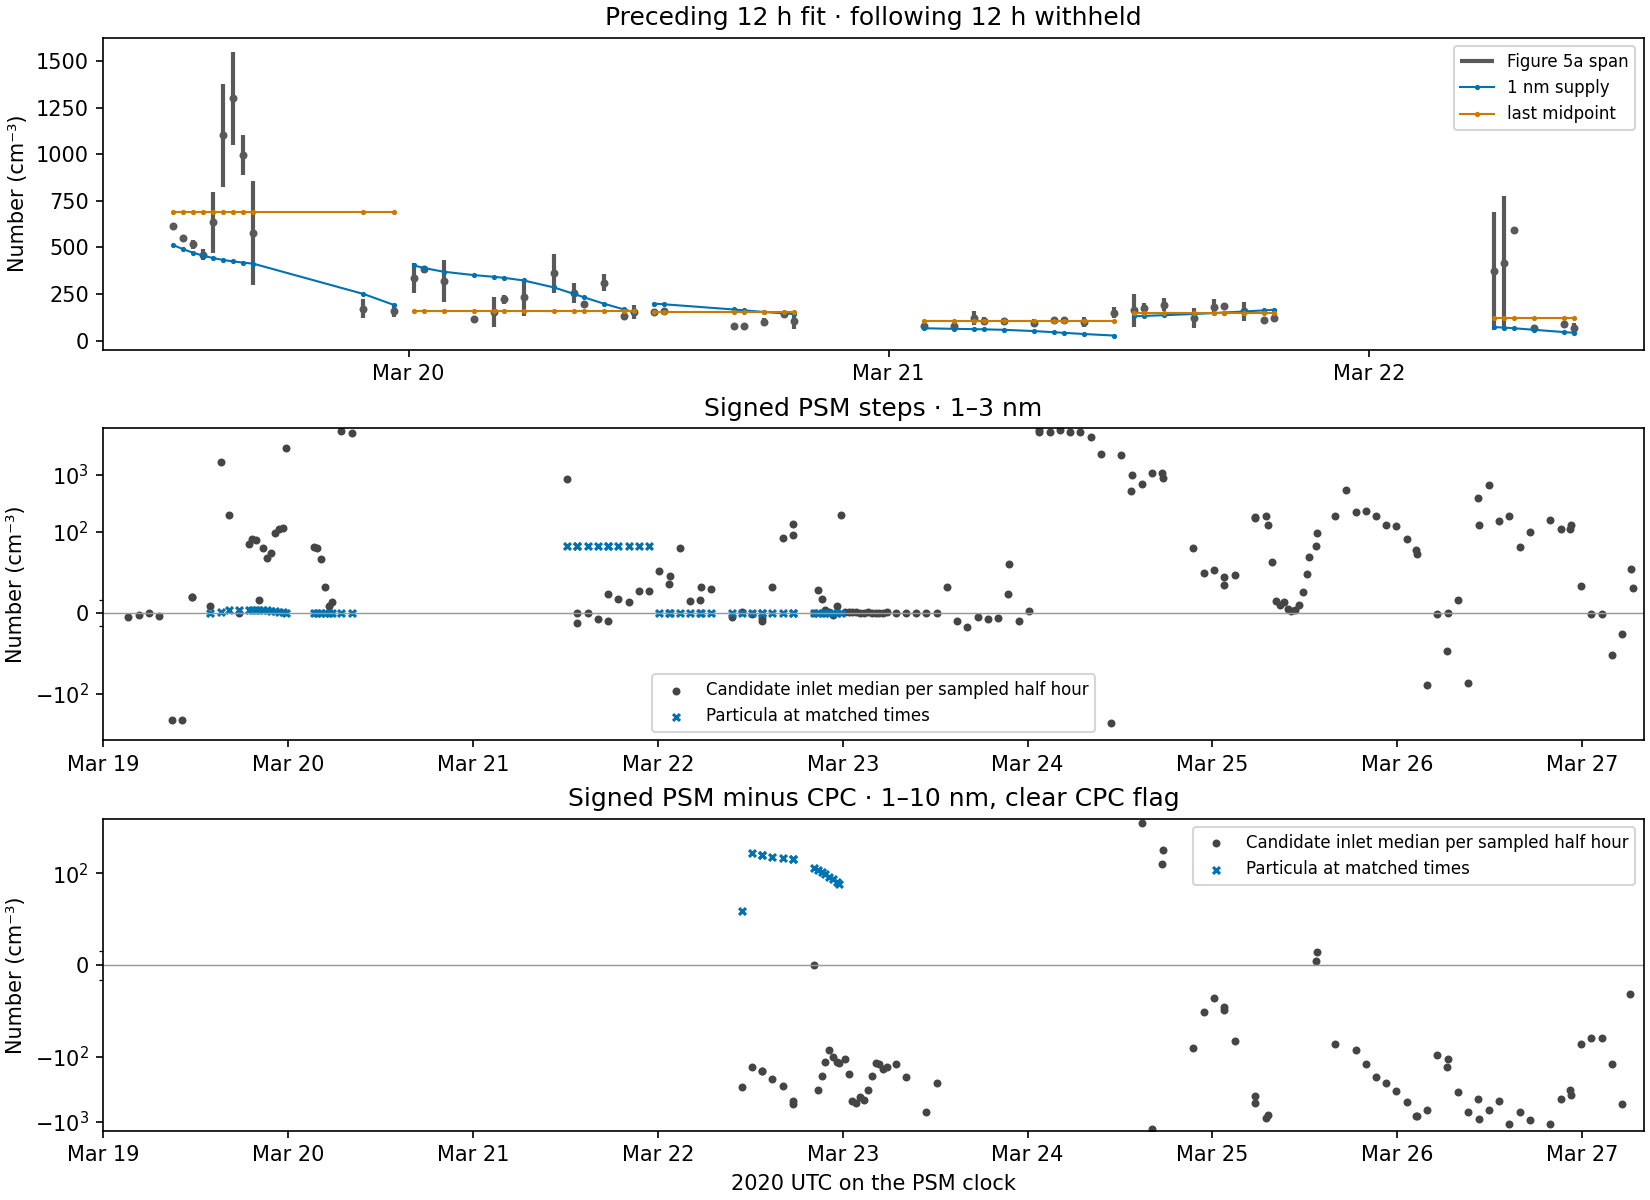 Preceding 12 h fit · following 12 h withheld
Number (cm⁻³)
1500
1250
1000
750
500
250
0
Figure 5a span
1 nm supply
last midpoint
Mar 20
Mar 21
Mar 22
Signed PSM steps · 1–3 nm
Number (cm⁻³)
10³
10²
0
−10²
Candidate inlet median per sampled half hour
Particula at matched times
Mar 19
Mar 20
Mar 21
Mar 22
Mar 23
Mar 24
Mar 25
Mar 26
Mar 27
Signed PSM minus CPC · 1–10 nm, clear CPC flag
Number (cm⁻³)
10²
0
−10²
−10³
Candidate inlet median per sampled half hour
Particula at matched times
Mar 19
Mar 20
Mar 21
Mar 22
Mar 23
Mar 24
Mar 25
Mar 26
Mar 27
2020 UTC on the PSM clock